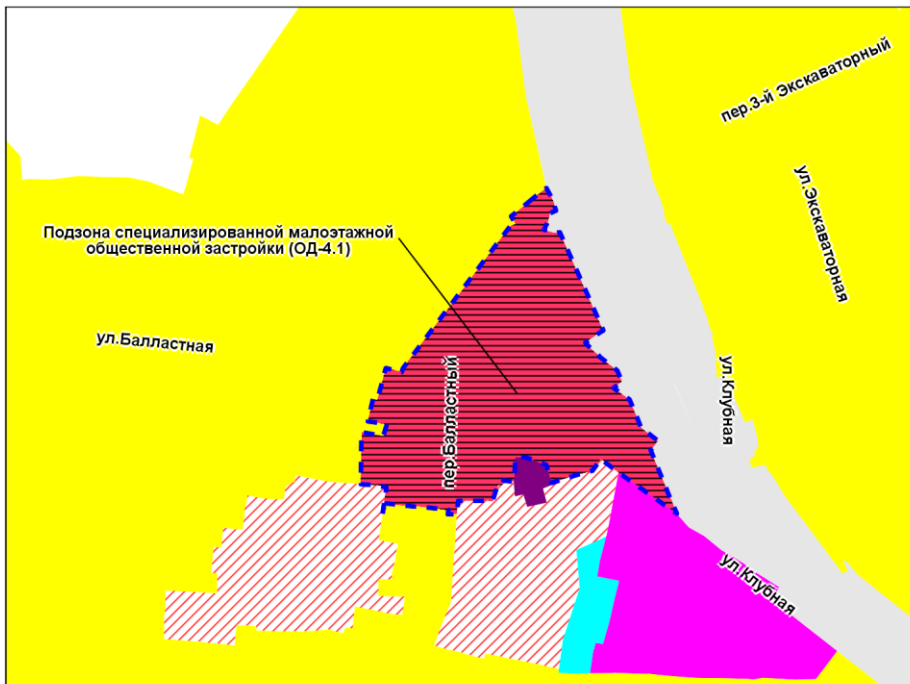 пер.3-й Экскаваторный
ул.Экскаваторная
Подзона специализированной малоэтажной
общественной застройки (ОД-4.1)
ул.Балластная
пер.Балластный
ул.Клубная
ул.Клубная